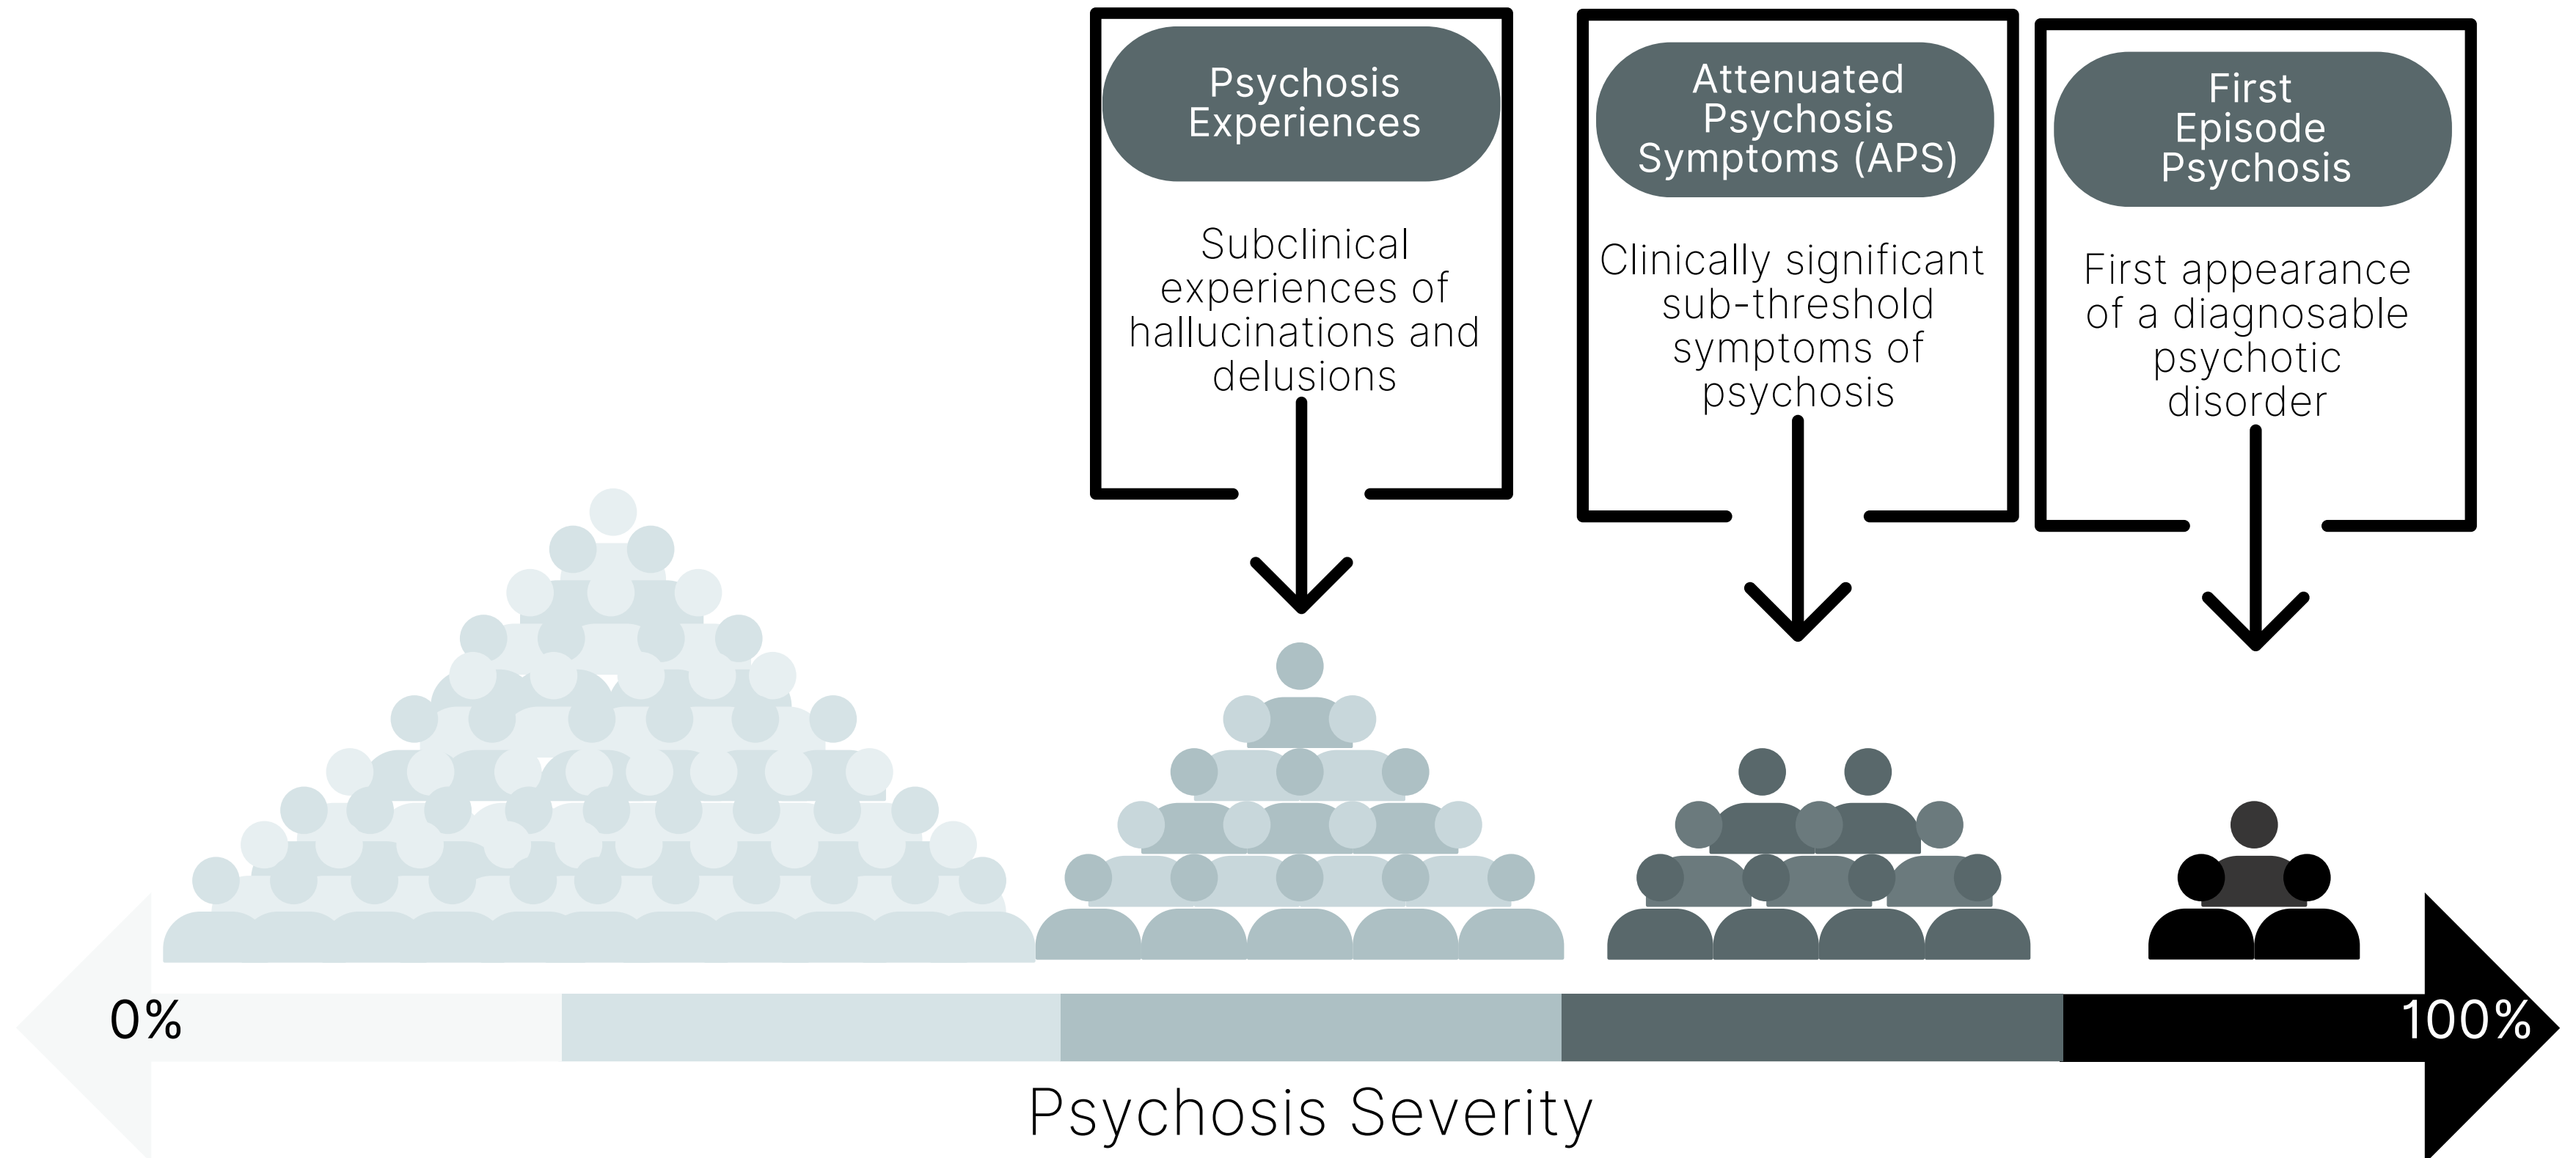 Psychosis
Experiences
Subclinical
experiences of
hallucinations and
delusions
Attenuated
Psychosis
Symptoms (APS)
Clinically significant
sub-threshold
symptoms of
psychosis
First
Episode
Psychosis
First appearance
of a diagnosable
psychotic
disorder
0%
100%
Psychosis Severity